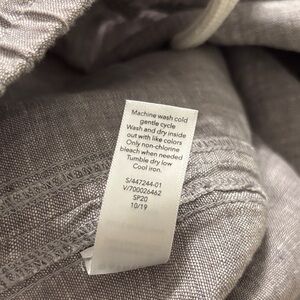 Machine wash cold
gentle cycle
Wash and dry inside
out with like colors
Only non-chlorine
bleach when needed
Tumble dry low
Cool iron.
S/447244-01
V/700026462
SP20
10/19